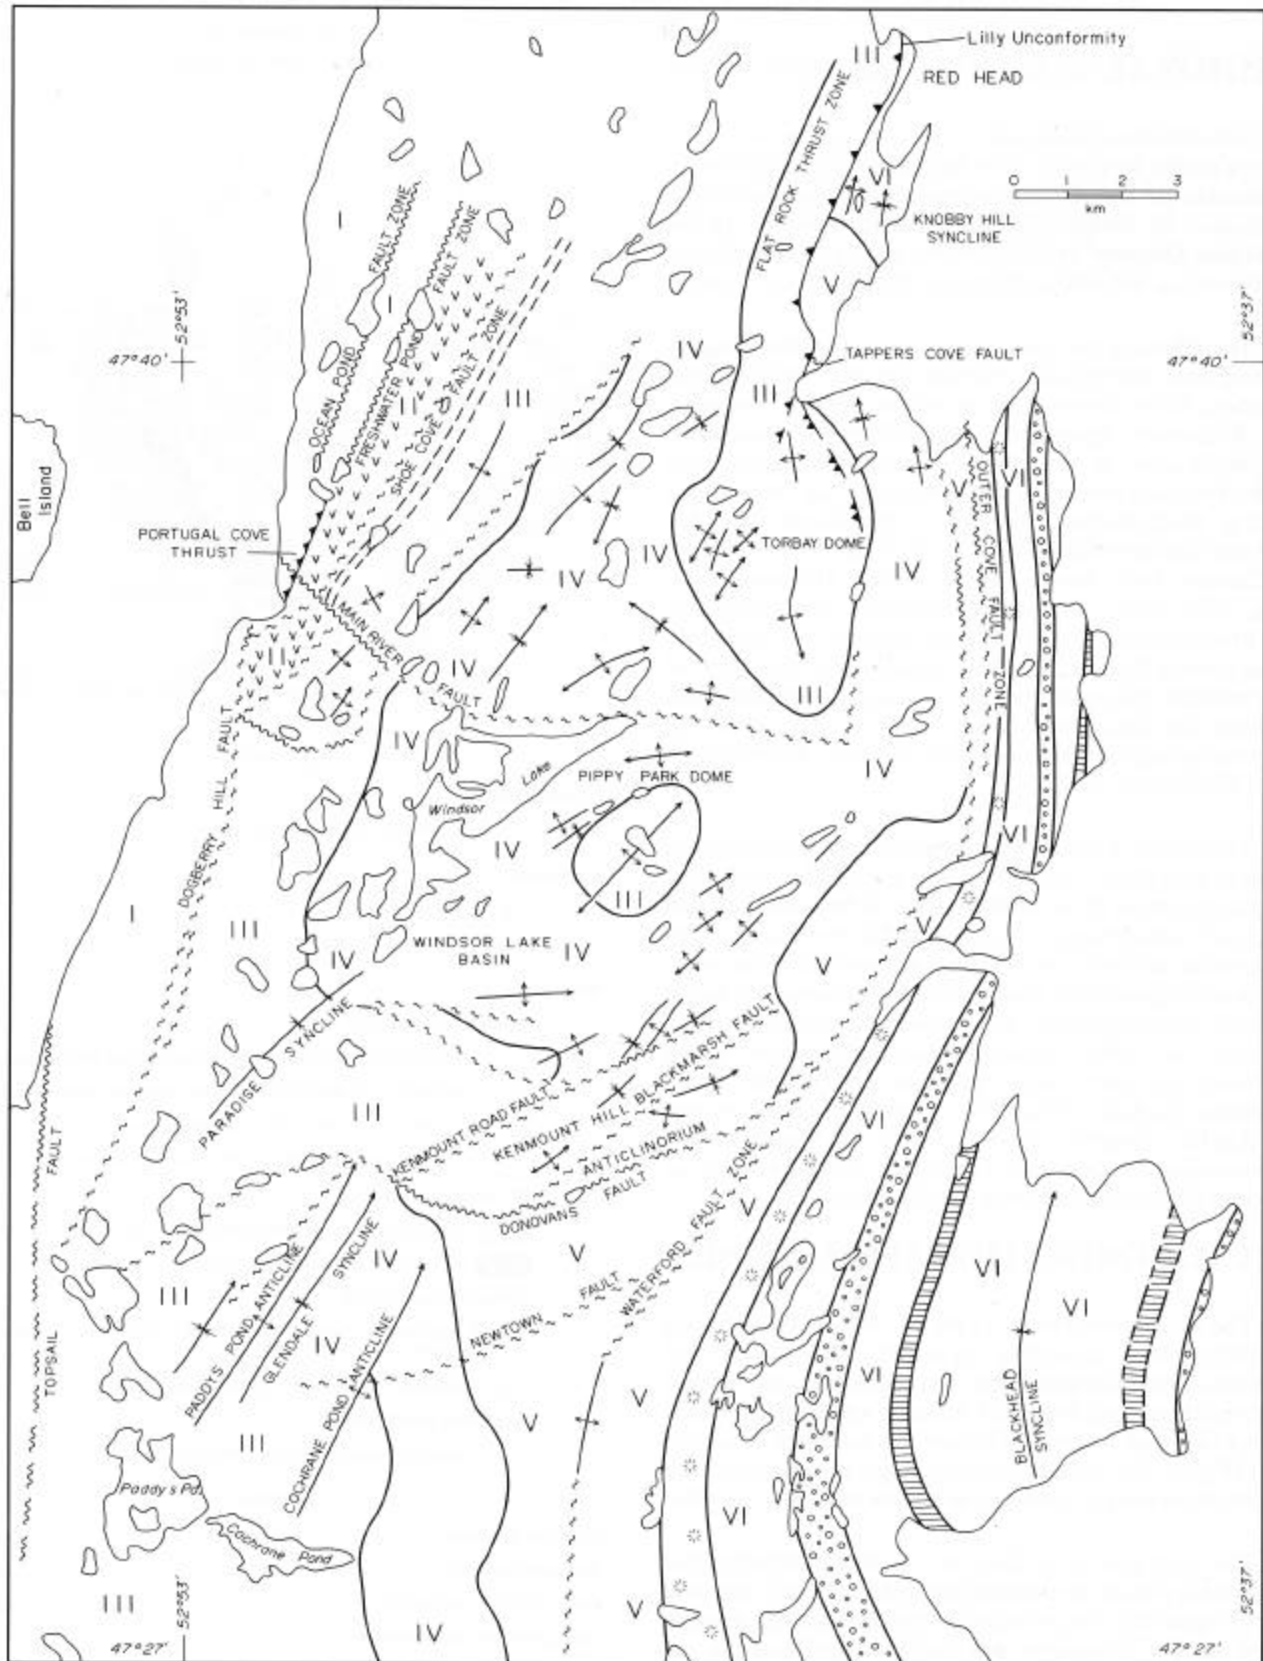 Lilly Unconformity
III
RED HEAD
FLAT ROCK THRUST ZONE
VI
0 1 2 3
km
KNOBBY HILL
SYNCLINE
I
FAULT ZONE
FAULT ZONE
I
V
52°53'
52°37'
47°40'
47°40'
TAPPERS COVE FAULT
OCEAN POND
FRESHWATER POND
II
SHOE COVE FAULT ZONE
III
IV
III
Bell
Island
V
OUTER COVE FAULT ZONE
VI
PORTUGAL COVE
THRUST
TORBAY DOME
IV
IV
IV
II
MAIN RIVER
FAULT
II
IV
III
IV
PIPPY PARK DOME
IV
Windsor
Lake
DOGBERRY HILL FAULT
IV
VI
III
I
III
V
IV
WINDSOR LAKE
BASIN
IV
V
PARADISE SYNCLINE
III
KENMOUNT ROAD FAULT
KENMOUNT HILL
BLACKMARSH FAULT
ANTICLINORIUM
VI
DONOVANS FAULT
V
V
TOPSAIL FAULT
PADDYS POND ANTICLINE
GLENDALE SYNCLINE
IV
III
NEWTOWN FAULT
WATERFORD FAULT ZONE
VI
VI
IV
COCHRANE POND ANTICLINE
VI
BLACKHEAD
SYNCLINE
V
V
III
Paddy's Pd.
Cochrane Pond
VI
III
52°53'
V
IV
52°37'
47°27'
47°27'